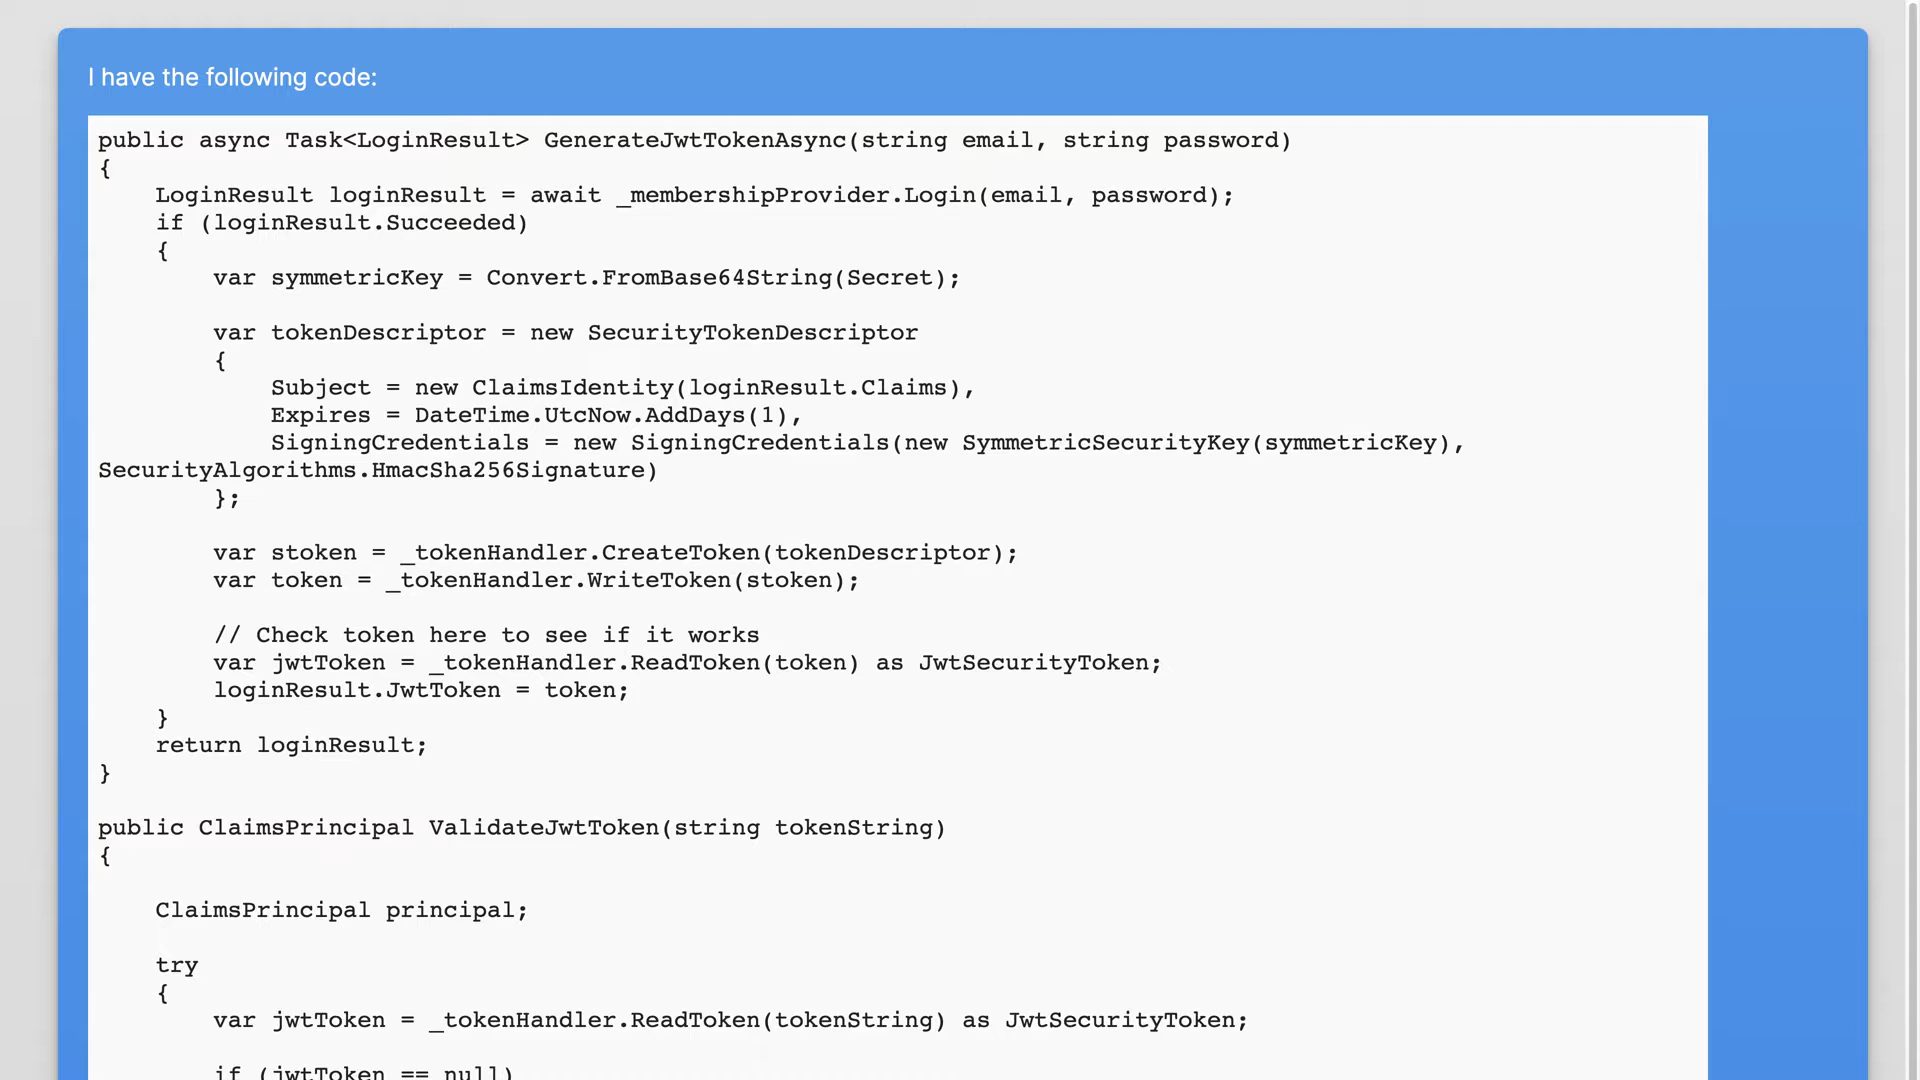 I have the following code:
public async Task<LoginResult> GenerateJwtTokenAsync(string email, string password)
{
    LoginResult loginResult = await _membershipProvider.Login(email, password);
    if (loginResult.Succeeded)
    {
        var symmetricKey = Convert.FromBase64String(Secret);

        var tokenDescriptor = new SecurityTokenDescriptor
        {
            Subject = new ClaimsIdentity(loginResult.Claims),
            Expires = DateTime.UtcNow.AddDays(1),
            SigningCredentials = new SigningCredentials(new SymmetricSecurityKey(symmetricKey),
SecurityAlgorithms.HmacSha256Signature)
        };

        var stoken = _tokenHandler.CreateToken(tokenDescriptor);
        var token = _tokenHandler.WriteToken(stoken);

        // Check token here to see if it works
        var jwtToken = _tokenHandler.ReadToken(token) as JwtSecurityToken;
        loginResult.JwtToken = token;
    }
    return loginResult;
}

public ClaimsPrincipal ValidateJwtToken(string tokenString)
{

    ClaimsPrincipal principal;

    try
    {
        var jwtToken = _tokenHandler.ReadToken(tokenString) as JwtSecurityToken;

        if (jwtToken == null)